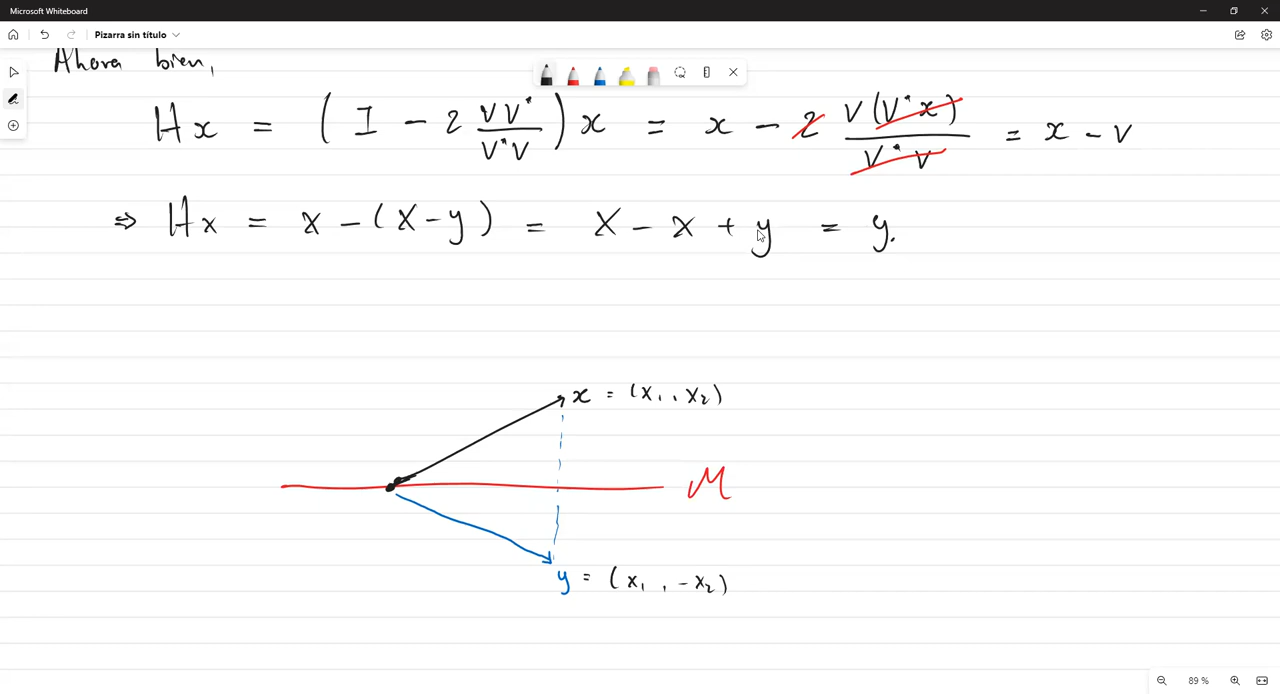 Microsoft Whiteboard
Pizarra sin título
Ahora bien,
Hx = (I - 2 VV*/V*V) x = x - 2 V(V*x)/V*V = x - V
⇒ Hx = x - (x - y) = x - x + y = y.
x = (x₁, x₂)
M
y = (x₁, -x₂)
89 %